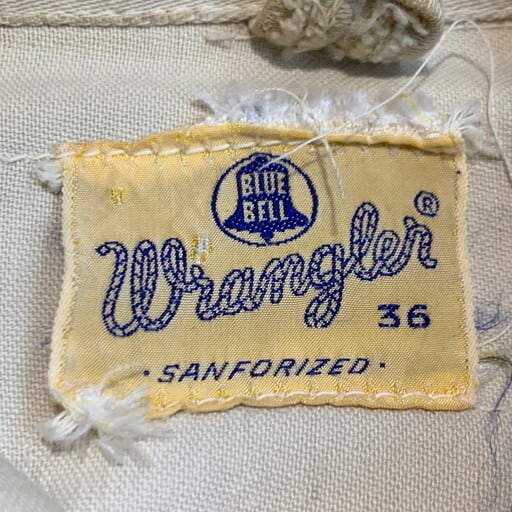 BLUE
BELL
Wrangler®
36
·SANFORIZED·